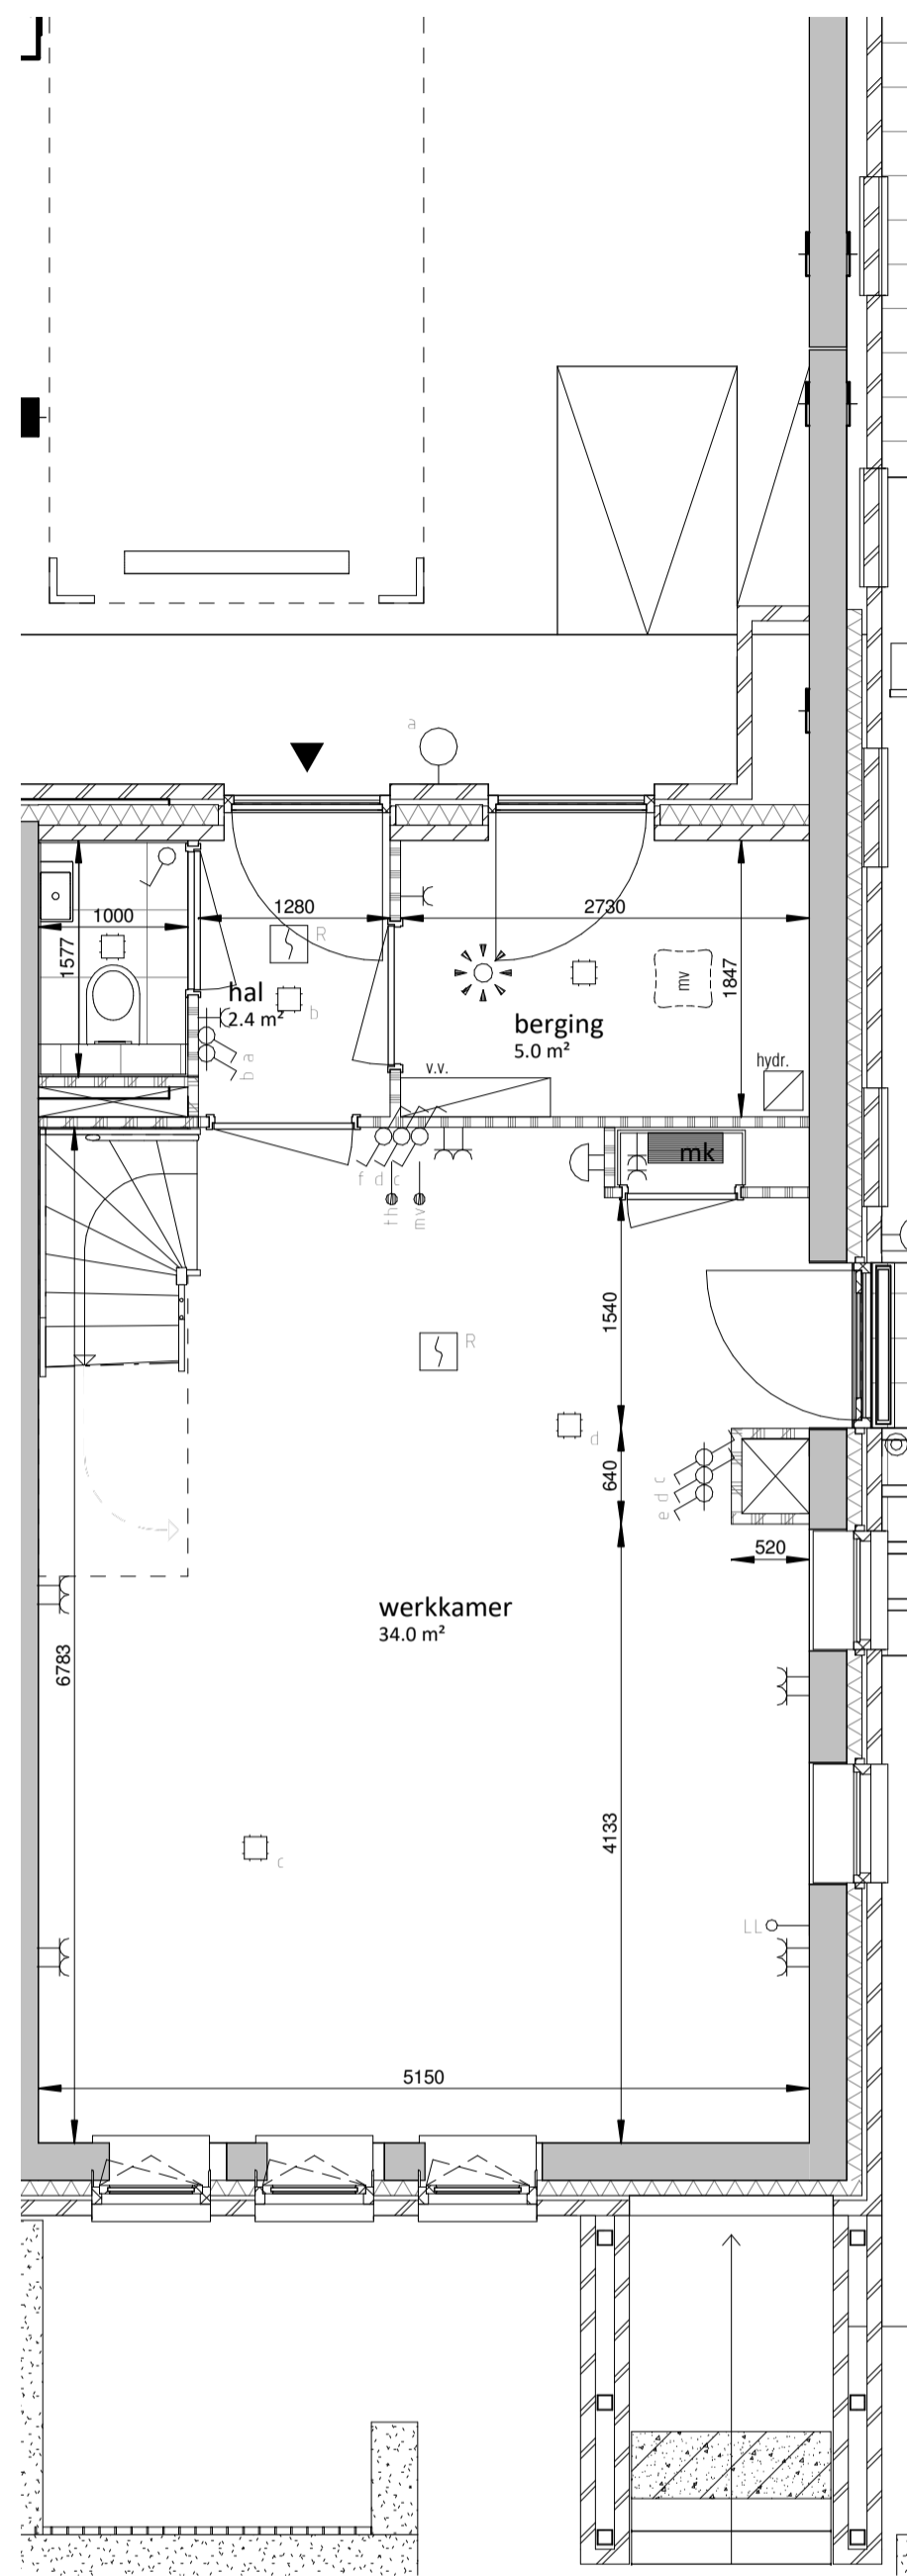 a
1000
1577
1280
R
hal
2.4 m²
b
b a
2730
mv
1847
berging
5.0 m²
v.v.
hydr.
mk
f d c
th
mv
1540
R
d
640
e d c
520
werkkamer
34.0 m²
6783
4133
c
LL
5150